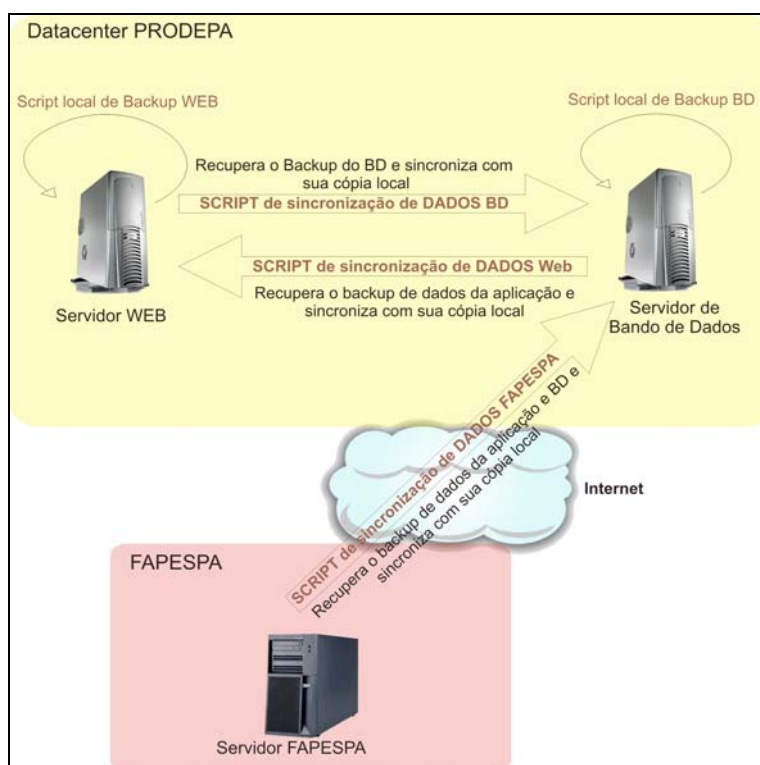 Datacenter PRODEPA
Script local de Backup WEB
Script local de Backup BD
Recupera o Backup do BD e sincroniza com
sua cópia local
SCRIPT de sincronização de DADOS BD
SCRIPT de sincronização de DADOS Web
Recupera o backup de dados da aplicação e
sincroniza com sua cópia local
Servidor WEB
Servidor de
Bando de Dados
SCRIPT de sincronização de DADOS FAPESPA
Recupera o backup de dados da aplicação e BD e
sincroniza com sua cópia local
Internet
FAPESPA
Servidor FAPESPA